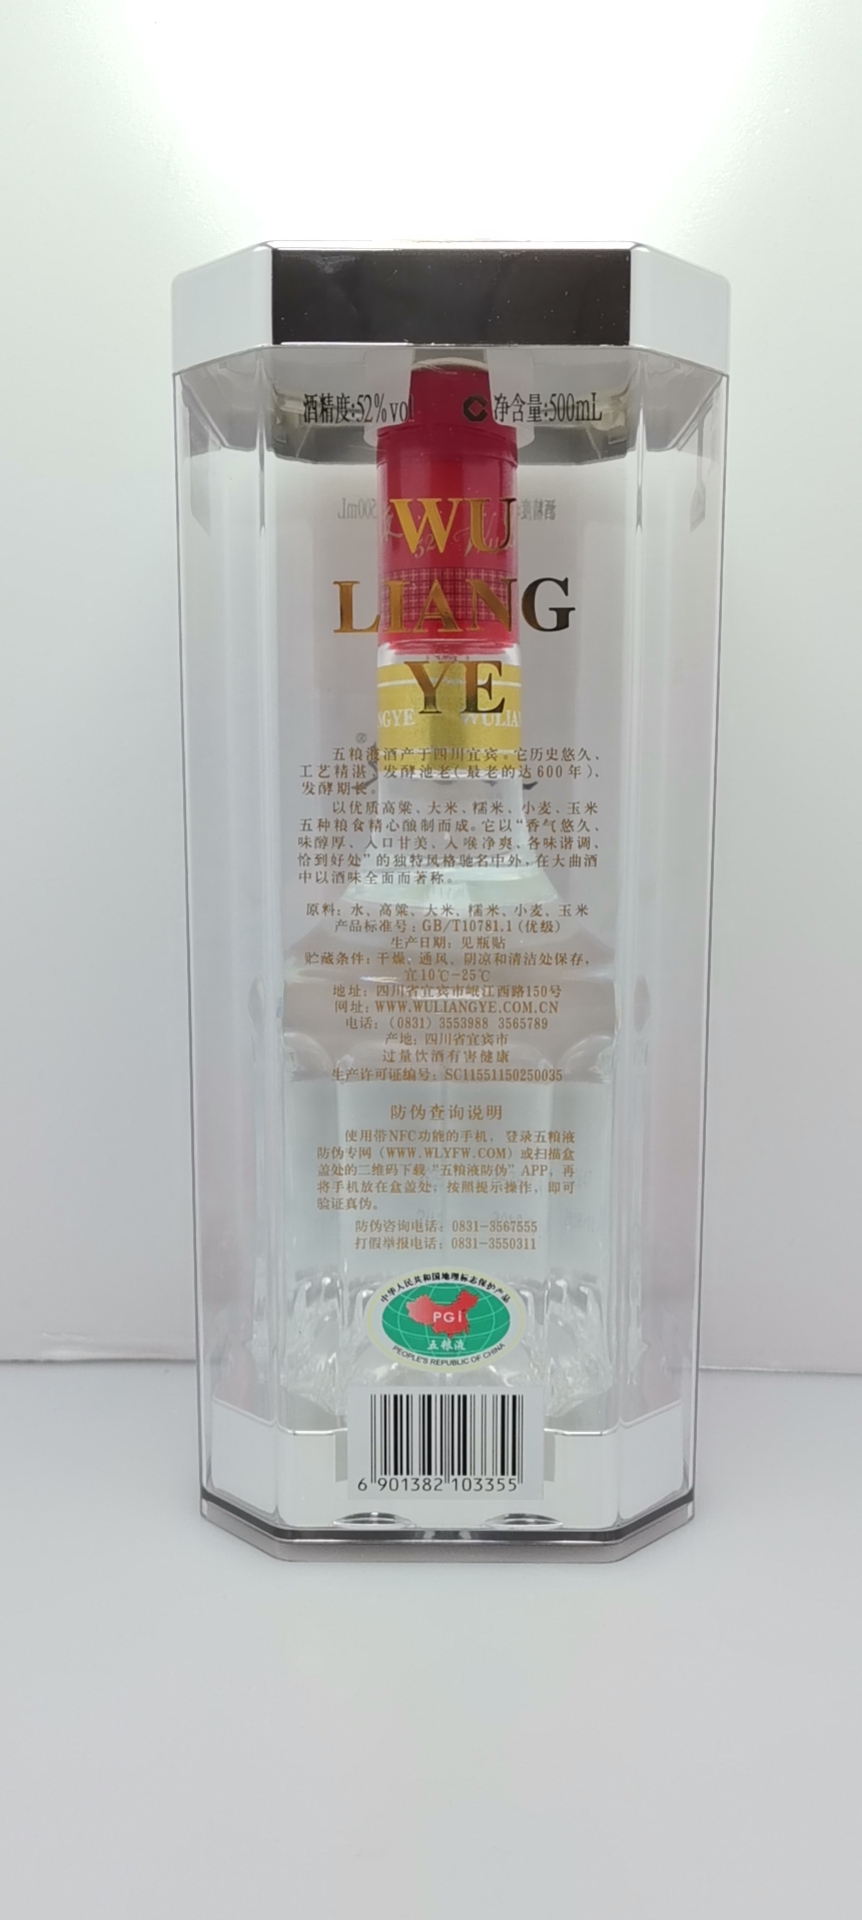 酒精度:52%vol
净含量:500mL
WU
LIANG
YE
NGYE WULIAN
五粮液酒产于四川宜宾。它历史悠久、
工艺精湛、发酵池老(最老的达600年)、
发酵期长。
以优质高粱、大米、糯米、小麦、玉米
五种粮食精心酿制而成。它以“香气悠久、
味醇厚、入口甘美、入喉净爽、各味谐调、
恰到好处”的独特风格驰名中外,在大曲酒
中以酒味全面而著称。
原料:水、高粱、大米、糯米、小麦、玉米
产品标准号:GB/T10781.1(优级)
生产日期:见瓶贴
贮藏条件:干燥、通风、阴凉和清洁处保存,
宜10℃-25℃
地址:四川省宜宾市岷江西路150号
网址:WWW.WULIANGYE.COM.CN
电话:(0831)3553988 3565789
产地:四川省宜宾市
过量饮酒有害健康
生产许可证编号:SC11551150250035
防伪查询说明
使用带NFC功能的手机,登录五粮液
防伪专网(WWW.WLYFW.COM)或扫描盒
盖处的二维码下载“五粮液防伪”APP,再
将手机放在盒盖处,按照提示操作,即可
验证真伪。
防伪咨询电话:0831-3567555
打假举报电话:0831-3550311
中华人民共和国地理标志保护产品
PGI
五粮液
PEOPLE'S REPUBLIC OF CHINA
6 901382 103355